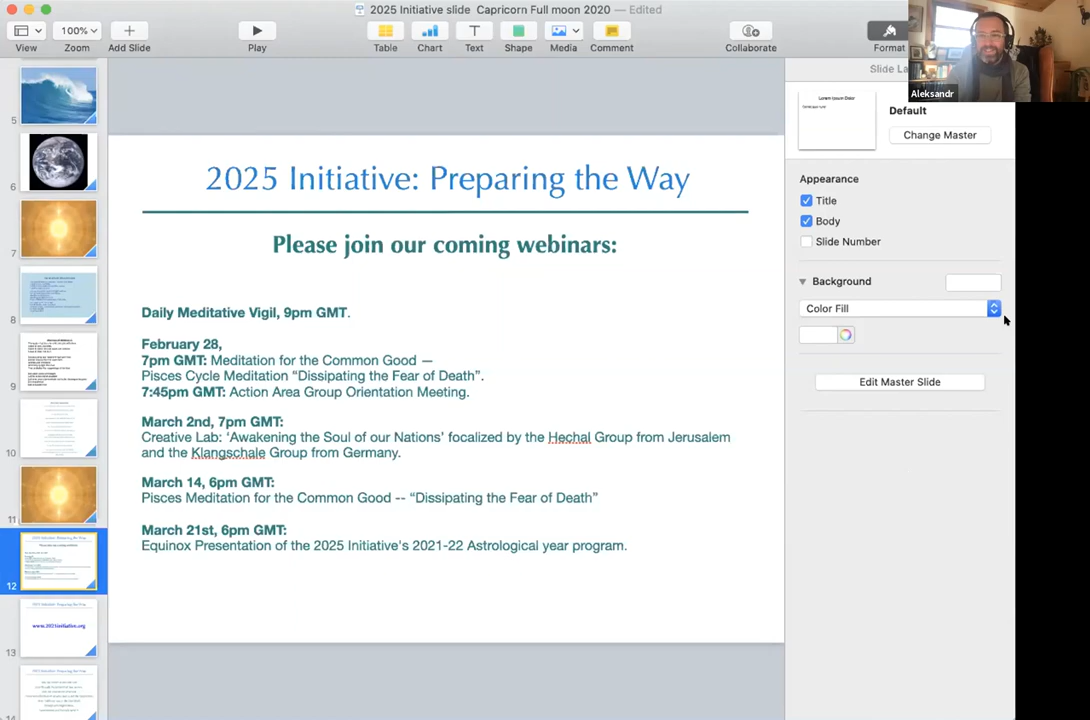 2025 Initiative slide Capricorn Full moon 2020 — Edited
View
100%
Zoom
Add Slide
Play
Table
Chart
Text
Shape
Media
Comment
Collaborate
Format
Aleksandr
Slide La
Default
Change Master
Appearance
Title
Body
Slide Number
Background
Color Fill
Edit Master Slide
5
6
7
8
9
10
11
12
13
2025 Initiative: Preparing the Way
Please join our coming webinars:
Daily Meditative Vigil, 9pm GMT.
February 28,
7pm GMT: Meditation for the Common Good —
Pisces Cycle Meditation “Dissipating the Fear of Death”.
7:45pm GMT: Action Area Group Orientation Meeting.
March 2nd, 7pm GMT:
Creative Lab: ‘Awakening the Soul of our Nations’ focalized by the Hechal Group from Jerusalem
and the Klangschale Group from Germany.
March 14, 6pm GMT:
Pisces Meditation for the Common Good -- “Dissipating the Fear of Death”
March 21st, 6pm GMT:
Equinox Presentation of the 2025 Initiative's 2021-22 Astrological year program.